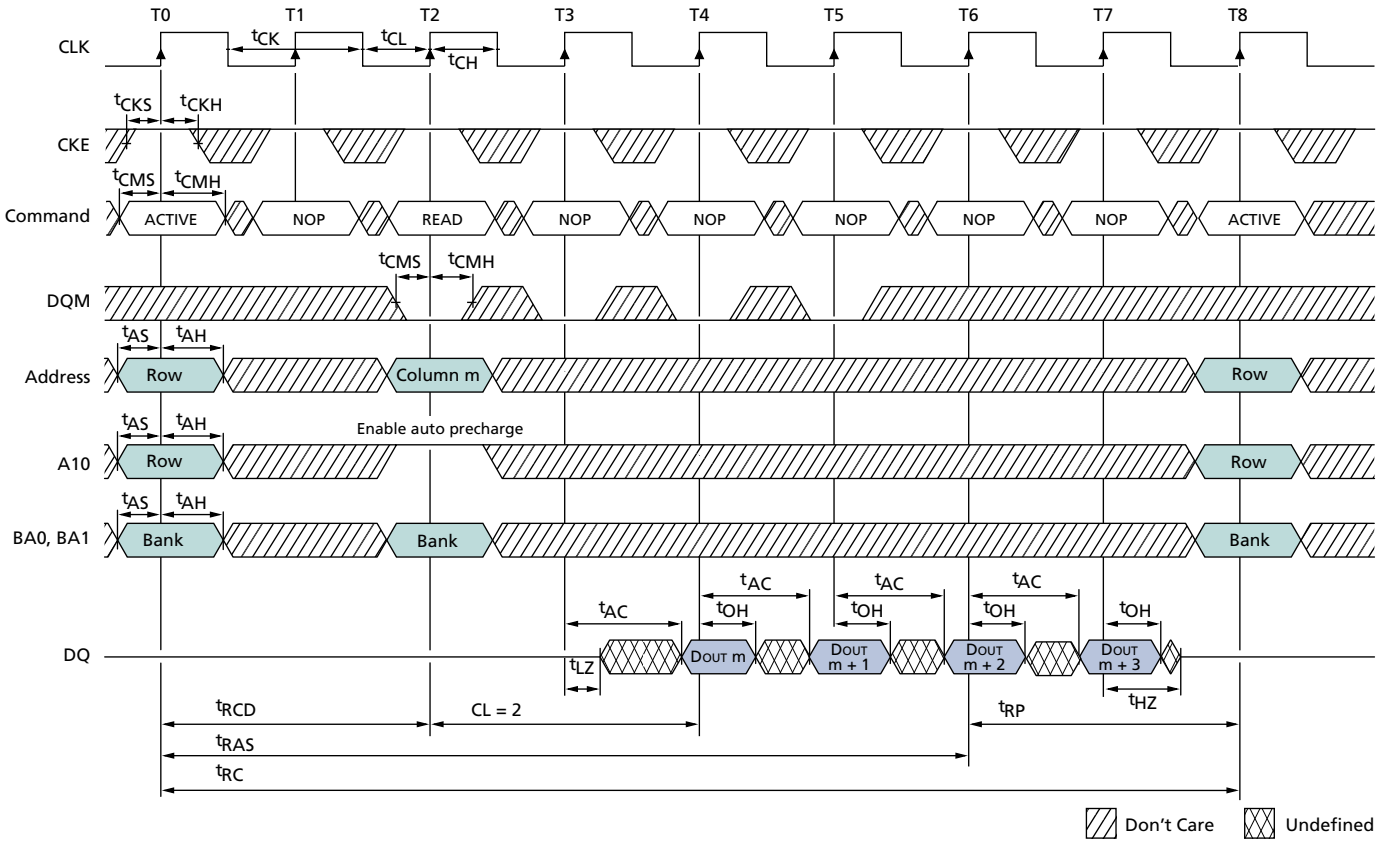 T0 T1 T2 T3 T4 T5 T6 T7 T8
CLK tCK tCL tCH
tCKS tCKH
CKE
tCMS tCMH
Command ACTIVE NOP READ NOP NOP NOP NOP NOP ACTIVE
tCMS tCMH
DQM
tAS tAH
Address Row Column m Row
tAS tAH Enable auto precharge
A10 Row Row
tAS tAH
BA0, BA1 Bank Bank Bank
tAC tAC tAC
tAC tOH tOH tOH tOH
DQ DOUT m DOUT m + 1 DOUT m + 2 DOUT m + 3
tLZ tHZ
tRCD CL = 2 tRP
tRAS
tRC
Don't Care Undefined